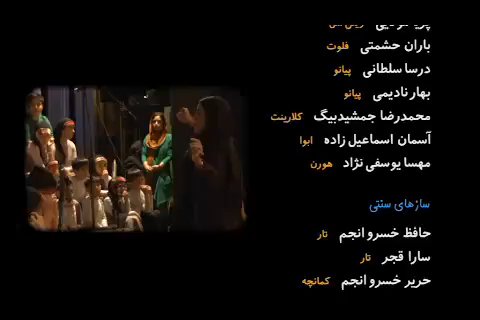 باران حشمتی فلوت
درسا سلطانی پیانو
بهار نادیمی پیانو
محمدرضا جمشیدبیگ کلارینت
آسمان اسماعیل زاده ابوا
مهسا یوسفی نژاد هورن
سازهای سنتی
حافظ خسرو انجم تار
سارا قجر تار
حریر خسرو انجم کمانچه